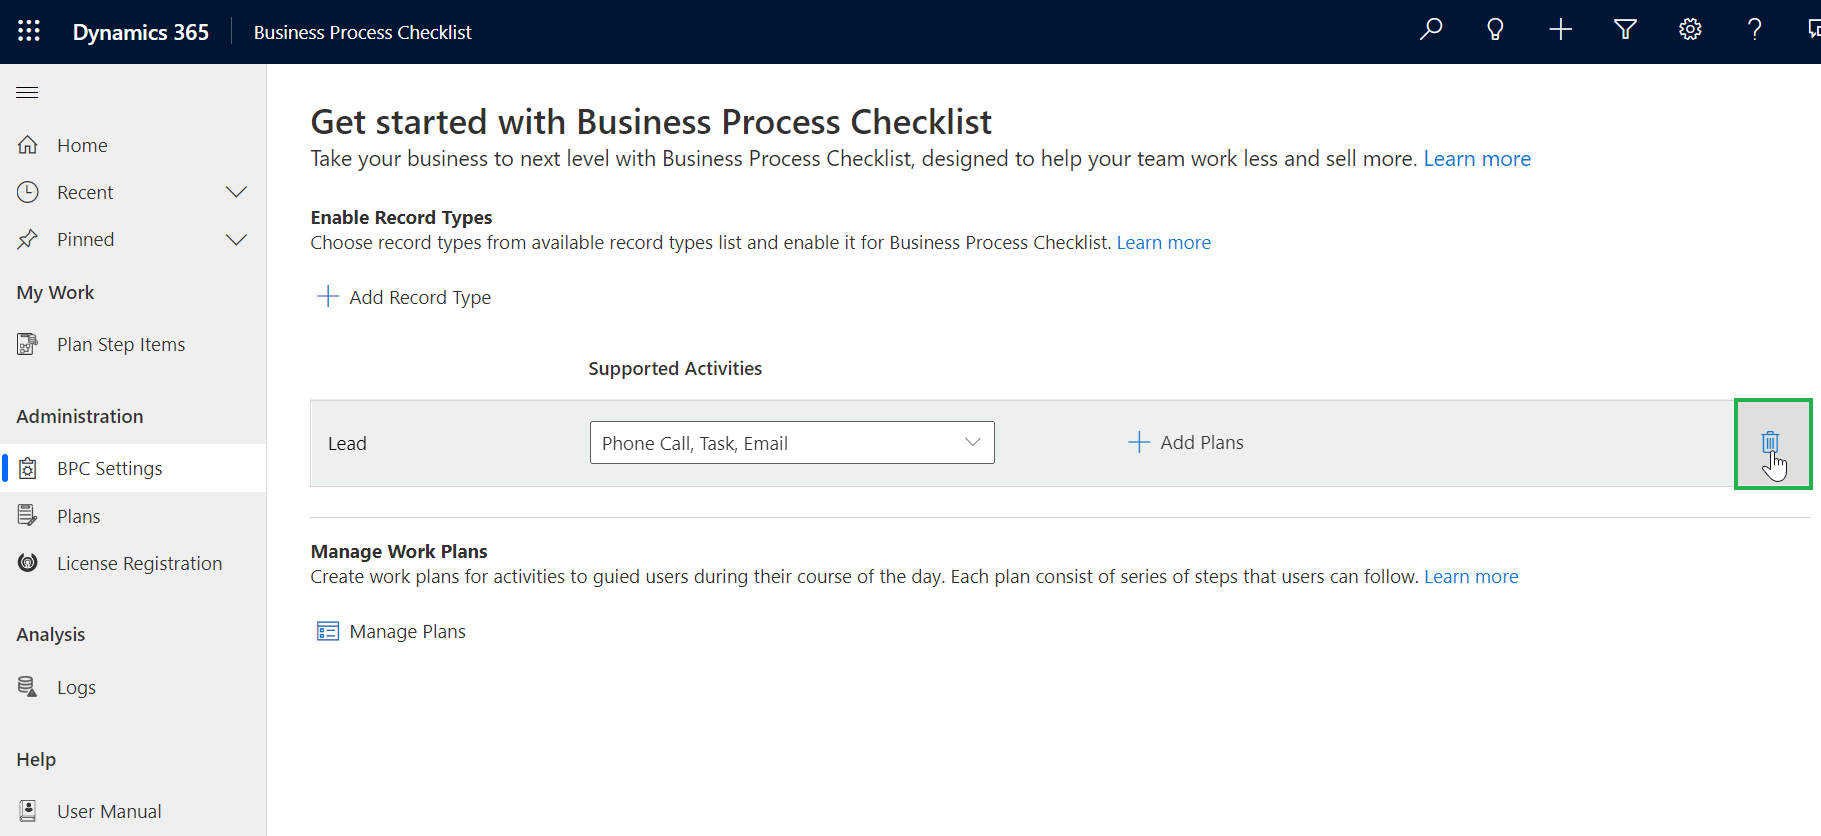 Dynamics 365
Business Process Checklist
Home
Recent
Pinned
My Work
Plan Step Items
Administration
BPC Settings
Plans
License Registration
Analysis
Logs
Help
User Manual
Get started with Business Process Checklist
Take your business to next level with Business Process Checklist, designed to help your team work less and sell more. Learn more
Enable Record Types
Choose record types from available record types list and enable it for Business Process Checklist. Learn more
Add Record Type
Supported Activities
Lead
Phone Call, Task, Email
Add Plans
Manage Work Plans
Create work plans for activities to guied users during their course of the day. Each plan consist of series of steps that users can follow. Learn more
Manage Plans